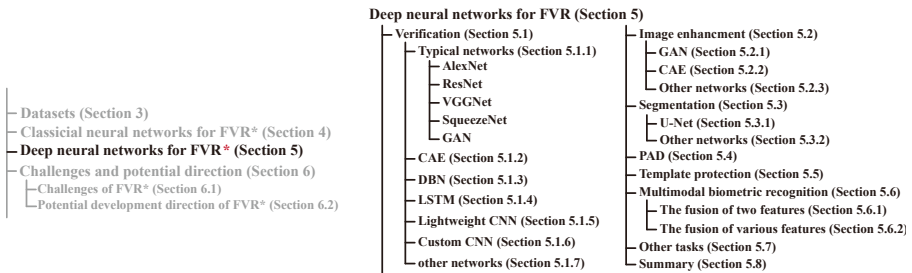 Datasets (Section 3)
Classicial neural networks for FVR* (Section 4)
Deep neural networks for FVR* (Section 5)
Challenges and potential direction (Section 6)
Challenges of FVR* (Section 6.1)
Potential development direction of FVR* (Section 6.2)
Deep neural networks for FVR (Section 5)
Verification (Section 5.1)
Typical networks (Section 5.1.1)
AlexNet
ResNet
VGGNet
SqueezeNet
GAN
CAE (Section 5.1.2)
DBN (Section 5.1.3)
LSTM (Section 5.1.4)
Lightweight CNN (Section 5.1.5)
Custom CNN (Section 5.1.6)
other networks (Section 5.1.7)
Image enhancment (Section 5.2)
GAN (Section 5.2.1)
CAE (Section 5.2.2)
Other networks (Section 5.2.3)
Segmentation (Section 5.3)
U-Net (Section 5.3.1)
Other networks (Section 5.3.2)
PAD (Section 5.4)
Template protection (Section 5.5)
Multimodal biometric recognition (Section 5.6)
The fusion of two features (Section 5.6.1)
The fusion of various features (Section 5.6.2)
Other tasks (Section 5.7)
Summary (Section 5.8)